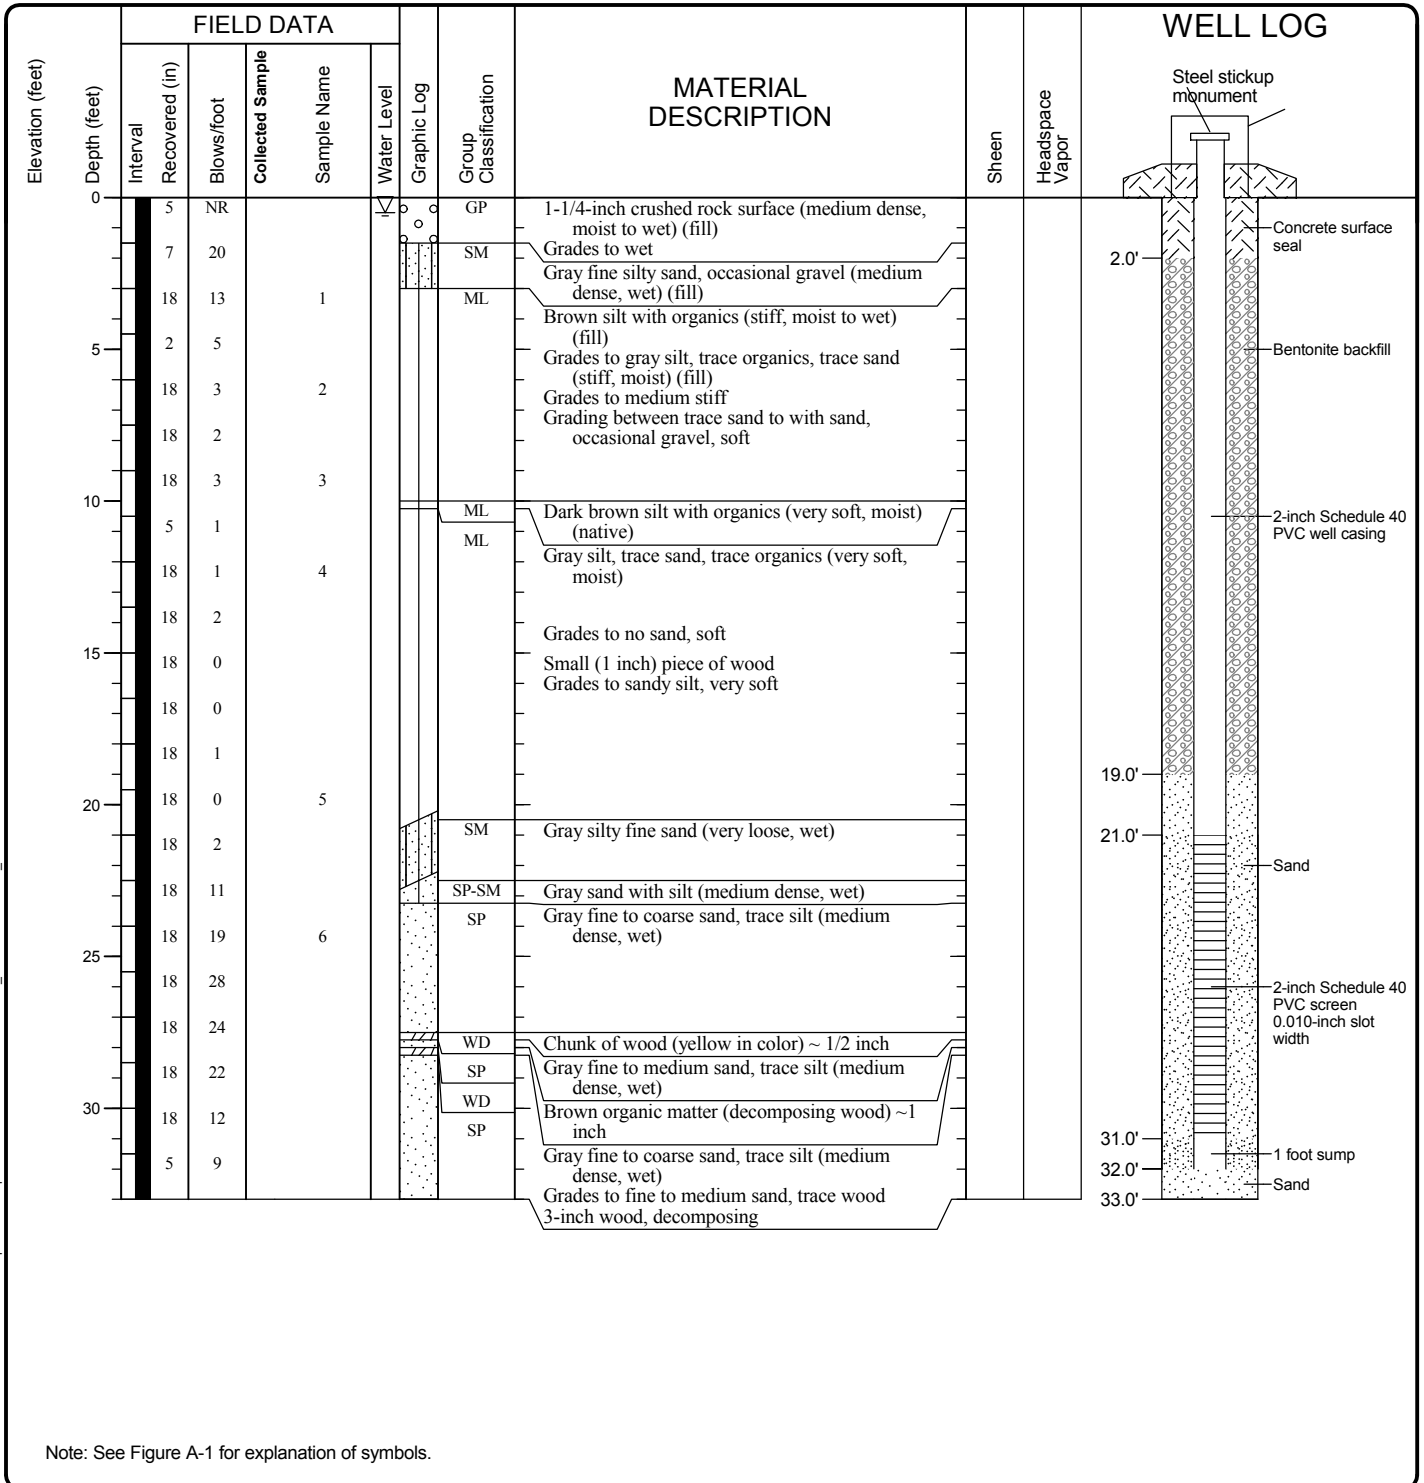 FIELD DATA
WELL LOG
Elevation (feet)
Depth (feet)
Interval
Recovered (in)
Blows/foot
Collected Sample
Sample Name
Water Level
Graphic Log
Group
Classification
MATERIAL
DESCRIPTION
Sheen
Headspace
Vapor
Steel stickup
monument
0
5 NR GP 1-1/4-inch crushed rock surface (medium dense,
moist to wet) (fill)
Concrete surface
seal
7 20 SM Grades to wet
2.0'
Gray fine silty sand, occasional gravel (medium
dense, wet) (fill)
18 13 1 ML
Brown silt with organics (stiff, moist to wet)
(fill)
5
2 5
Bentonite backfill
Grades to gray silt, trace organics, trace sand
(stiff, moist) (fill)
18 3 2
Grades to medium stiff
Grading between trace sand to with sand,
occasional gravel, soft
18 2
18 3 3
10
ML Dark brown silt with organics (very soft, moist)
(native)
5 1
2-inch Schedule 40
PVC well casing
ML
Gray silt, trace sand, trace organics (very soft,
moist)
18 1 4
18 2
Grades to no sand, soft
15
18 0
Small (1 inch) piece of wood
Grades to sandy silt, very soft
18 0
18 1
19.0'
18 0 5
20
SM Gray silty fine sand (very loose, wet)
21.0'
18 2
Sand
18 11 SP-SM Gray sand with silt (medium dense, wet)
SP Gray fine to coarse sand, trace silt (medium
dense, wet)
18 19 6
25
18 28
2-inch Schedule 40
PVC screen
0.010-inch slot
width
18 24
WD Chunk of wood (yellow in color) ~ 1/2 inch
18 22 SP Gray fine to medium sand, trace silt (medium
dense, wet)
30
WD Brown organic matter (decomposing wood) ~1
inch
18 12
SP
31.0'
Gray fine to coarse sand, trace silt (medium
dense, wet)
1 foot sump
5 9
32.0'
Sand
Grades to fine to medium sand, trace wood
33.0'
3-inch wood, decomposing
Note: See Figure A-1 for explanation of symbols.